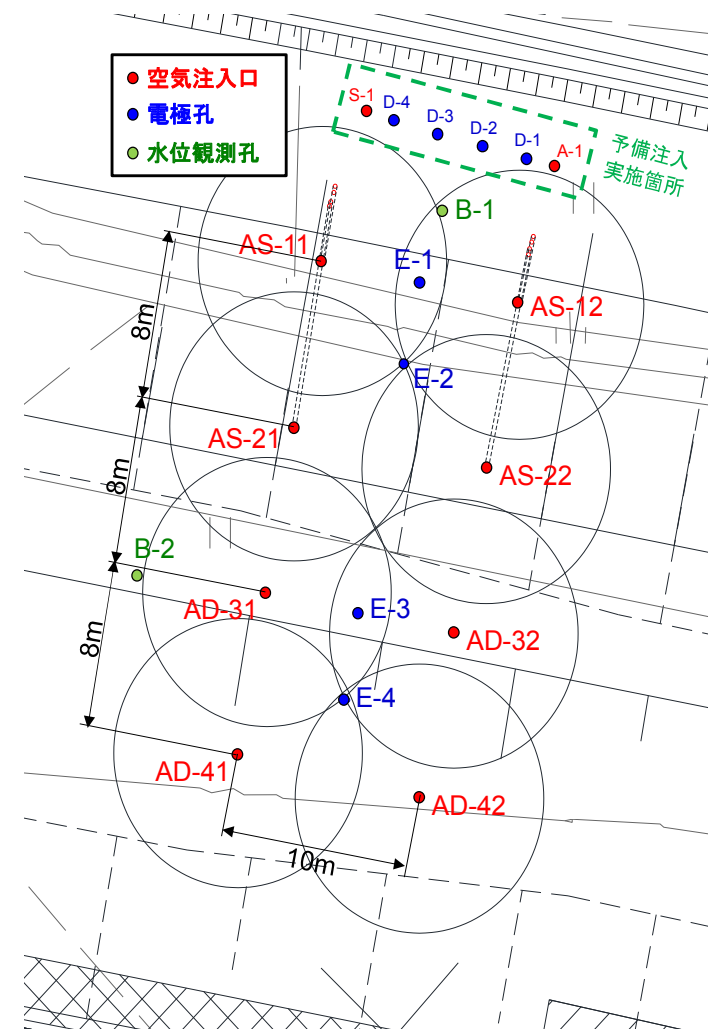 空気注入口
電極孔
水位観測孔
S-1
D-4
D-3
D-2
D-1
A-1
予備注入
実施箇所
B-1
AS-11
E-1
AS-12
8m
E-2
AS-21
AS-22
8m
B-2
AD-31
E-3
AD-32
8m
E-4
AD-41
AD-42
10m